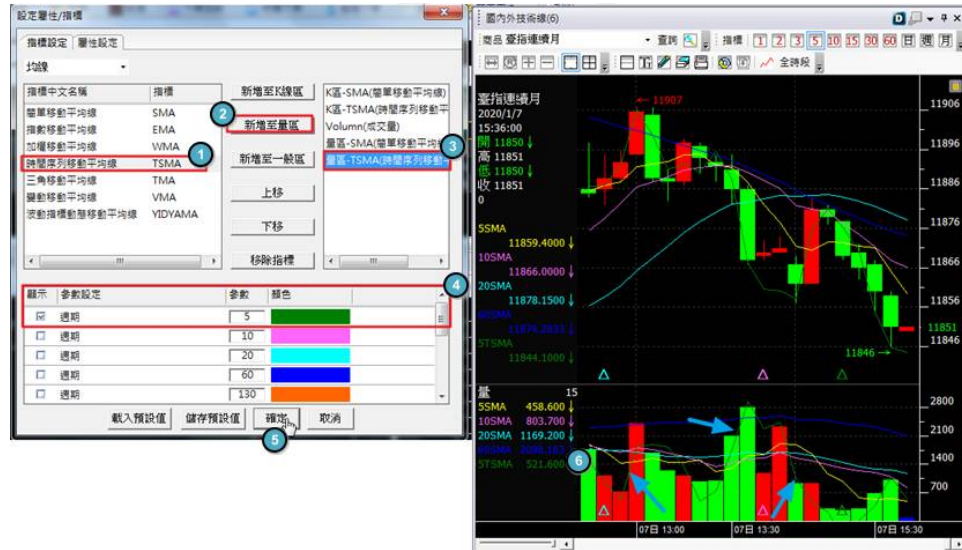 設定屬性/指標
指標設定 屬性設定
均線
指標中文名稱 指標
簡單移動平均線 SMA
指數移動平均線 EMA
加權移動平均線 WMA
時間序列移動平均線 TSMA
三角移動平均線 TMA
變動移動平均線 VMA
波動指標動態移動平均線 YIDYAMA
1
2
新增至K線區
新增至量區
新增至一般區
上移
下移
移除指標
K區-SMA(簡單移動平均線)
K區-TSMA(時間序列移動平
Volumn(成交量)
量區-SMA(簡單移動平均線
3
量區-TSMA(時間序列移動平
4
顯示 參數設定 參數 顏色
週期 5
週期 10
週期 20
週期 60
週期 130
載入預設值 儲存預設值 確定 取消
5
國內外技術線(6)
商品 臺指連續月 查詢 指標 1 2 3 5 10 15 30 60 日 週 月
全時段
臺指連續月
2020/1/7
15:36:00
開 11850 ↓
高 11851
低 11850 ↓
收 11851
0
5SMA
11859.4000 ↓
10SMA
11866.0000 ↓
20SMA
11878.1500 ↓
60SMA
5TSMA
11844.1000 ↓
← 11907
11846 →
11906
11896
11886
11876
11866
11856
11851
11846
量 15
5SMA 458.600 ↓
10SMA 803.700 ↓
20SMA 1169.200 ↓
60SMA
5TSMA 521.600
6
2800
2100
1400
700
07日 13:00 07日 13:30 07日 15:30